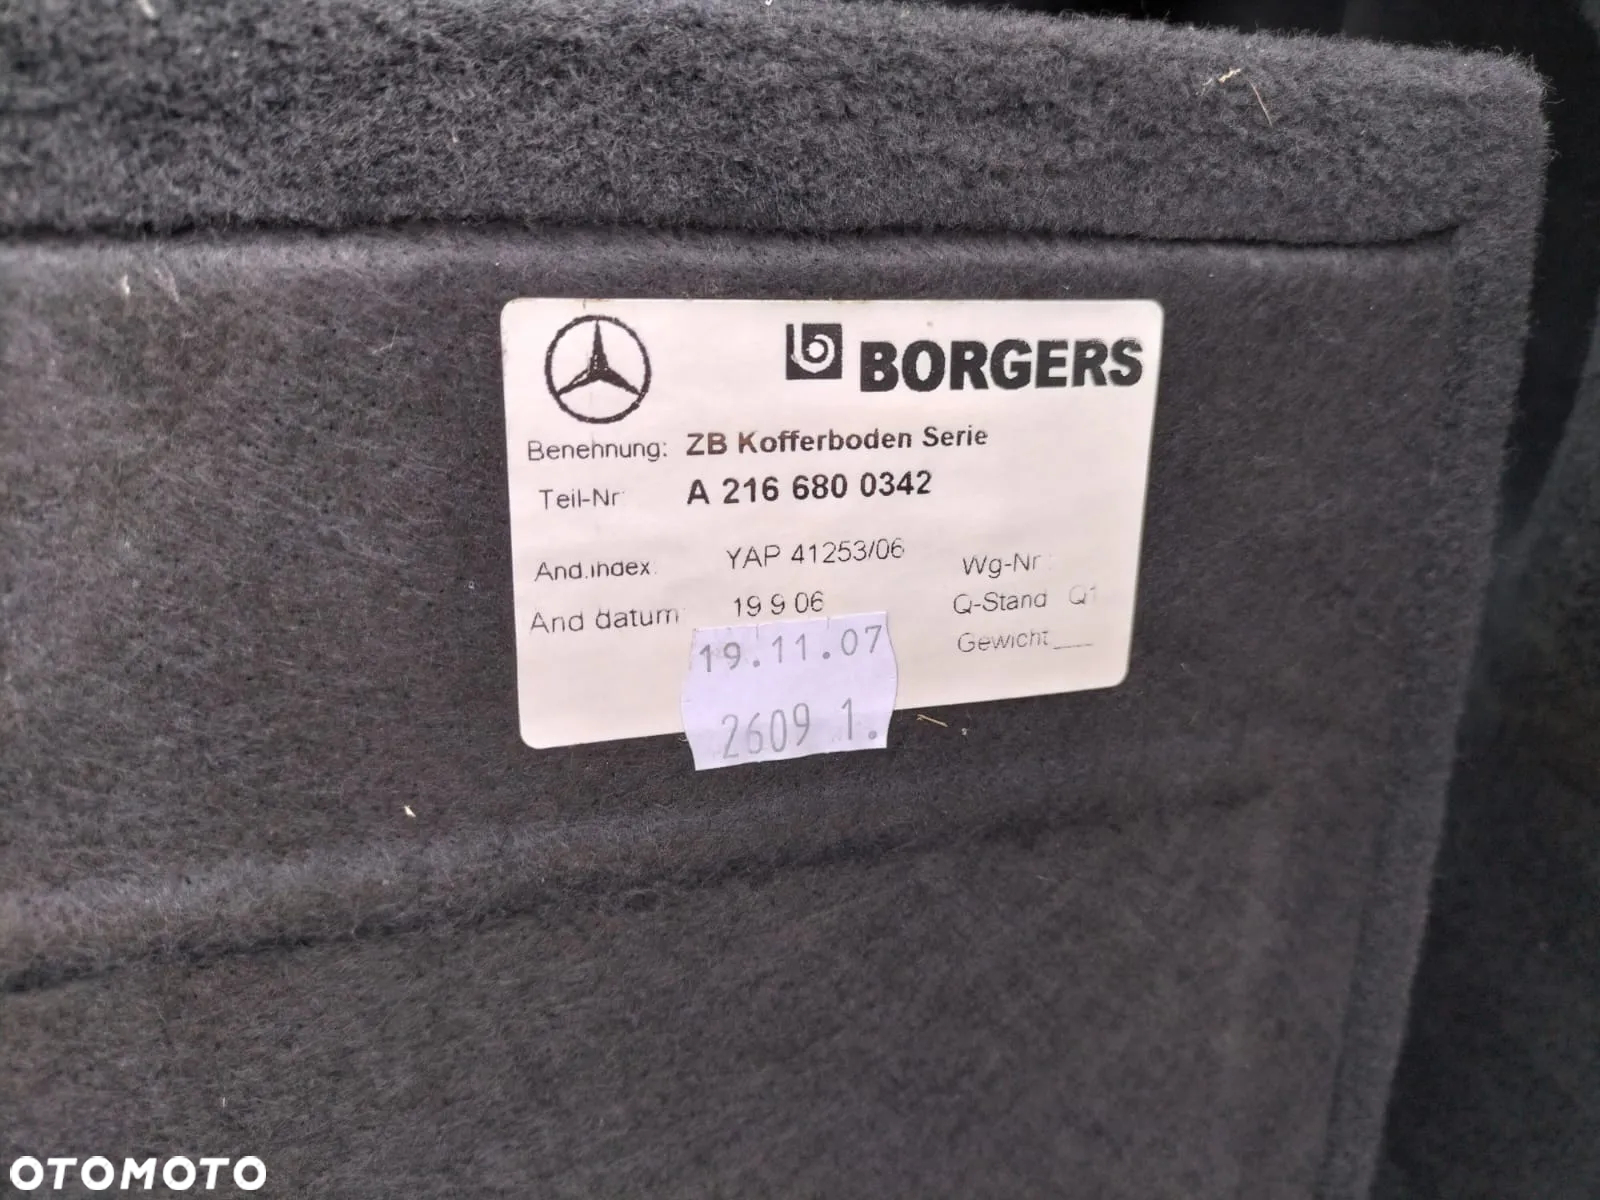 BORGERS
Benehnung: ZB Kofferboden Serie
Teil-Nr: A 216 680 0342
And.index: YAP 41253/06
Wg-Nr :
And datum: 19 9 06
Q-Stand Q1
Gewicht___
19.11.07
2609 1.
OTOMOTO